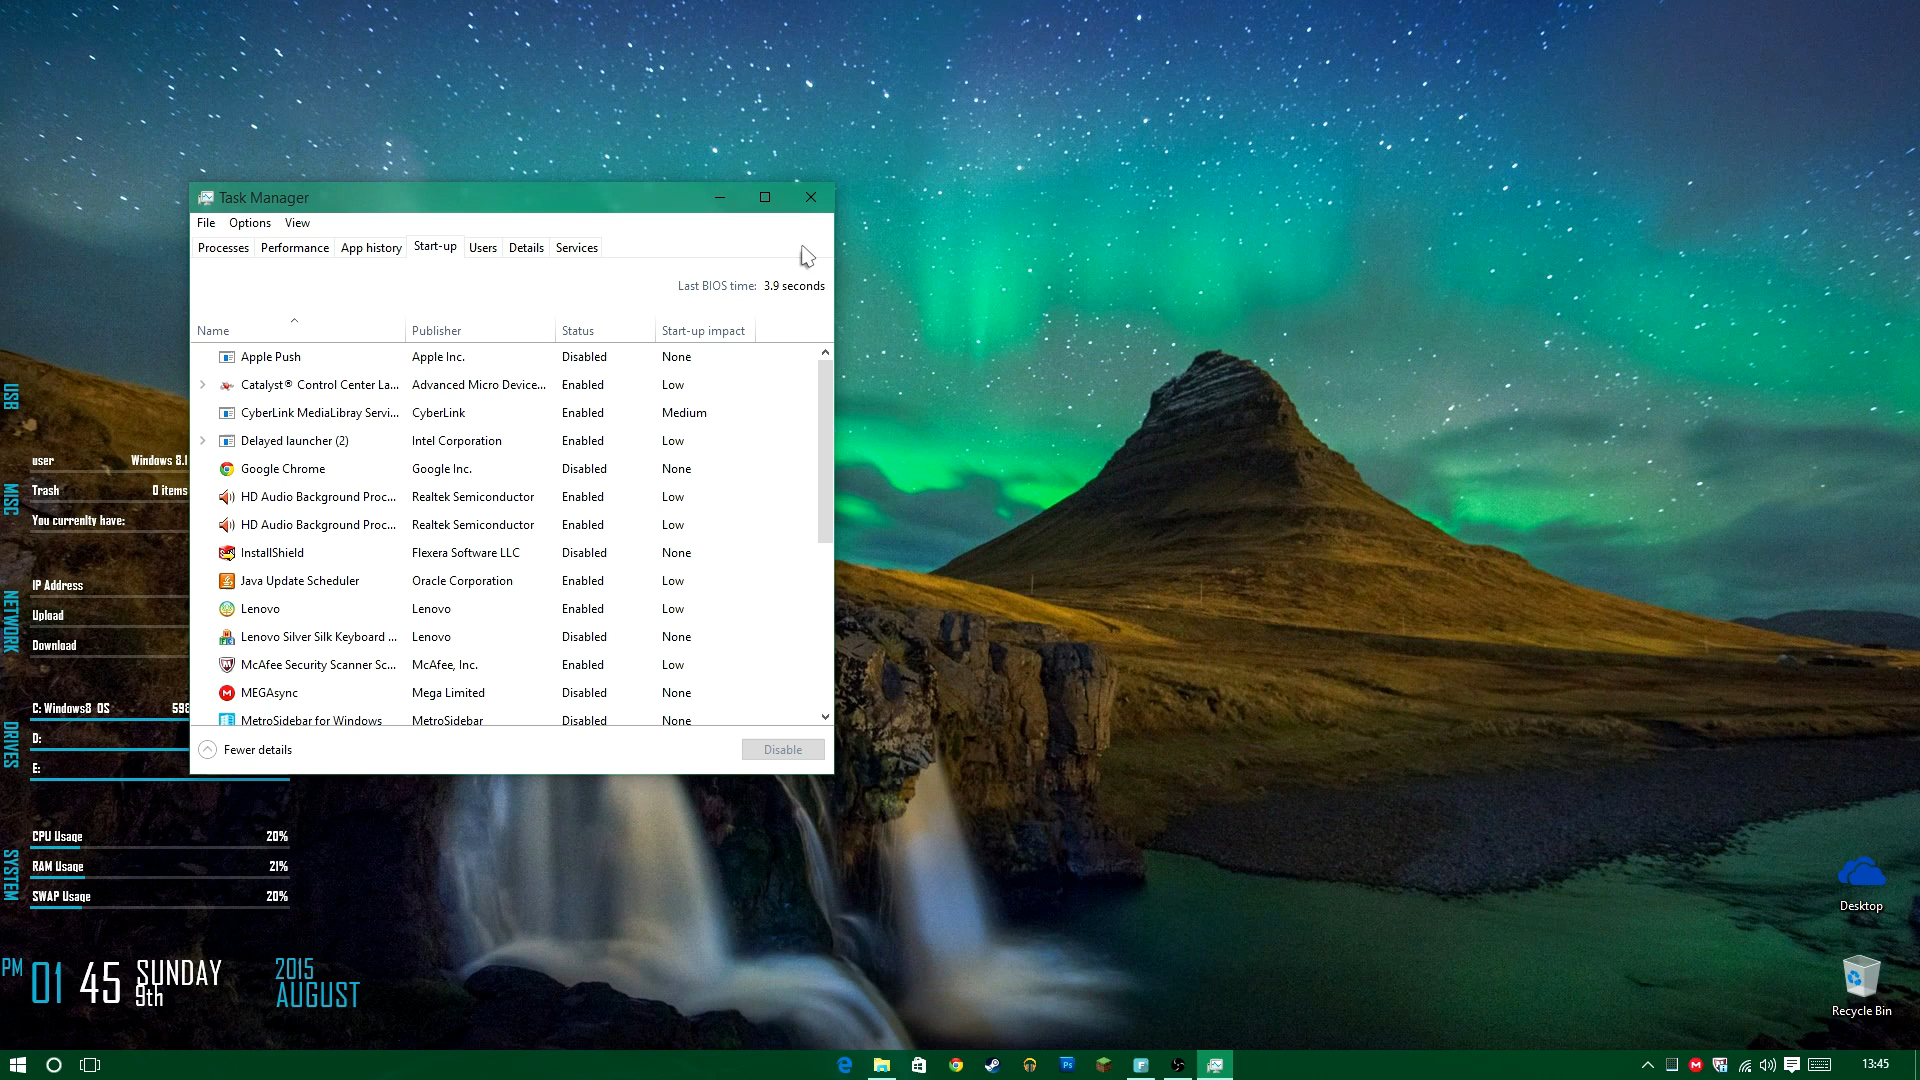 Task Manager
File Options View
Processes Performance App history Start-up Users Details Services
Last BIOS time: 3.9 seconds
Name Publisher Status Start-up impact
Apple Push Apple Inc. Disabled None
Catalyst® Control Center La... Advanced Micro Device... Enabled Low
CyberLink MediaLibray Servi... CyberLink Enabled Medium
Delayed launcher (2) Intel Corporation Enabled Low
Google Chrome Google Inc. Disabled None
HD Audio Background Proc... Realtek Semiconductor Enabled Low
HD Audio Background Proc... Realtek Semiconductor Enabled Low
InstallShield Flexera Software LLC Disabled None
Java Update Scheduler Oracle Corporation Enabled Low
Lenovo Lenovo Enabled Low
Lenovo Silver Silk Keyboard ... Lenovo Disabled None
McAfee Security Scanner Sc... McAfee, Inc. Enabled Low
MEGAsync Mega Limited Disabled None
MetroSidebar for Windows MetroSidebar Disabled None
Fewer details Disable
USB
MISC
user Windows 8.1
Trash 0 items
You currenlty have:
NETWORK
IP Address
Upload
Download
DRIVES
C: Windows8_OS 598
D:
E:
SYSTEM
CPU Usage 20%
RAM Usage 21%
SWAP Usage 20%
PM 01 45 SUNDAY 9th
2015 AUGUST
Desktop
Recycle Bin
Ps
F
13:45